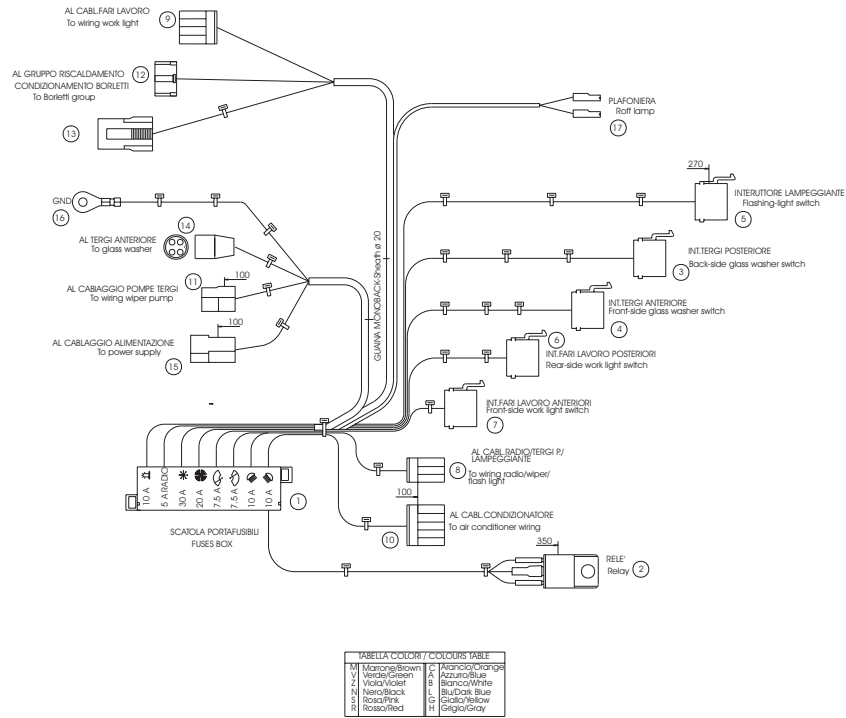 AL CABL.FARI LAVORO
To wiring work light
9
AL GRUPPO RISCALDAMENTO
CONDIZIONAMENTO BORLETTI
To Borletti group
12
13
PLAFONIERA
Roff lamp
17
GND
16
270
INTERUTTORE LAMPEGGIANTE
Flashing-light switch
5
AL TERGI ANTERIORE
To glass washer
14
INT.TERGI POSTERIORE
Back-side glass washer switch
3
AL CABIAGGIO POMPE TERGI
To wiring wiper pump
11
100
INT.TERGI ANTERIORE
Front-side glass washer switch
4
AL CABLAGGIO ALIMENTAZIONE
To power supply
15
100
GUAINA MONOBACK-Sheath ø 20
6
INT.FARI LAVORO POSTERIORI
Rear-side work light switch
INT.FARI LAVORO ANTERIORI
Front-side work light switch
7
AL CABL.RADIO/TERGI P./
LAMPEGGIANTE
8
To wiring radio/wiper/
flash light
10 A
5 A RADIO
30 A
20 A
7.5 A
7.5 A
10 A
10 A
1
SCATOLA PORTAFUSIBILI
FUSES BOX
100
AL CABL.CONDIZIONATORE
To air conditioner wiring
10
350
RELE'
Relay
2
TABELLA COLORI / COLOURS TABLE
M Marrone/Brown C Arancio/Orange
V Verde/Green A Azzurro/Blue
Z Viola/Violet B Bianco/White
N Nero/Black L Blu/Dark Blue
S Rosa/Pink G Giallo/Yellow
R Rosso/Red H Grigio/Gray